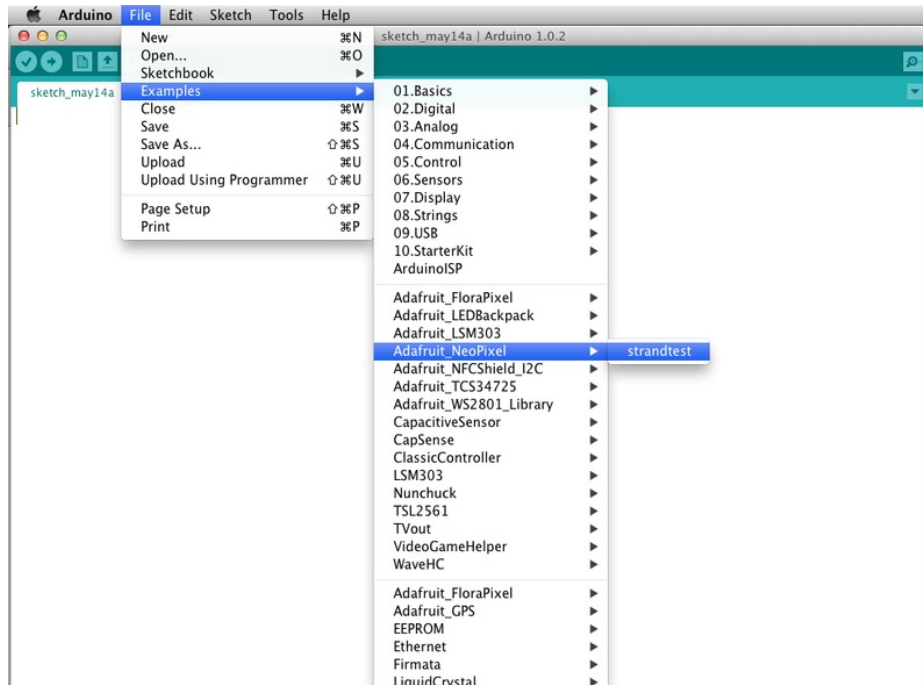 Arduino File Edit Sketch Tools Help
sketch_may14a | Arduino 1.0.2
sketch_may14a
New ⌘N
Open... ⌘O
Sketchbook
Examples
Close ⌘W
Save ⌘S
Save As... ⇧⌘S
Upload ⌘U
Upload Using Programmer ⇧⌘U
Page Setup ⇧⌘P
Print ⌘P
01.Basics
02.Digital
03.Analog
04.Communication
05.Control
06.Sensors
07.Display
08.Strings
09.USB
10.StarterKit
ArduinoISP
Adafruit_FloraPixel
Adafruit_LEDBackpack
Adafruit_LSM303
Adafruit_NeoPixel
strandtest
Adafruit_NFCShield_I2C
Adafruit_TCS34725
Adafruit_WS2801_Library
CapacitiveSensor
CapSense
ClassicController
LSM303
Nunchuck
TSL2561
TVout
VideoGameHelper
WaveHC
Adafruit_FloraPixel
Adafruit_GPS
EEPROM
Ethernet
Firmata
LiquidCrystal